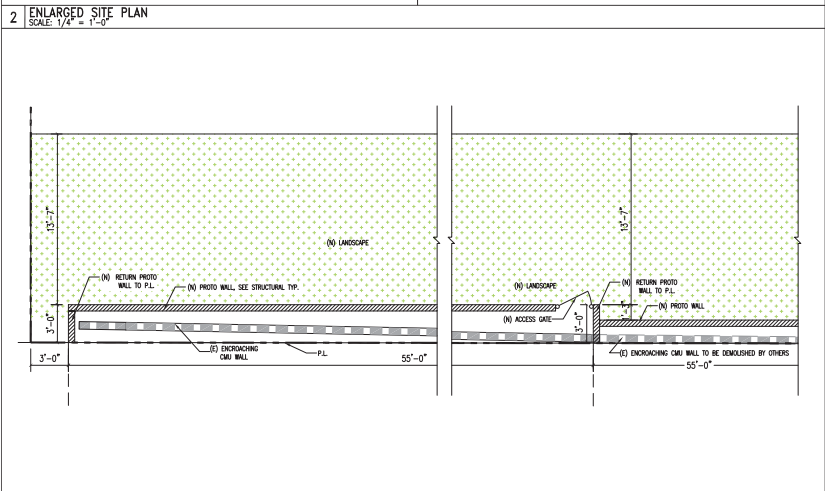 2 ENLARGED SITE PLAN
SCALE: 1/4" = 1'-0"
13'-7"
13'-7"
(N) LANDSCAPE
(N) RETURN PROTO
WALL TO P.L.
(N) PROTO WALL, SEE STRUCTURAL TYP.
(N) LANDSCAPE
(N) RETURN PROTO
WALL TO P.L.
(N) PROTO WALL
3'-0"
(N) ACCESS GATE
3'-0"
(E) ENCROACHING
CMU WALL
P.L.
(E) ENCROACHING CMU WALL TO BE DEMOLISHED BY OTHERS
3'-0"
55'-0"
55'-0"